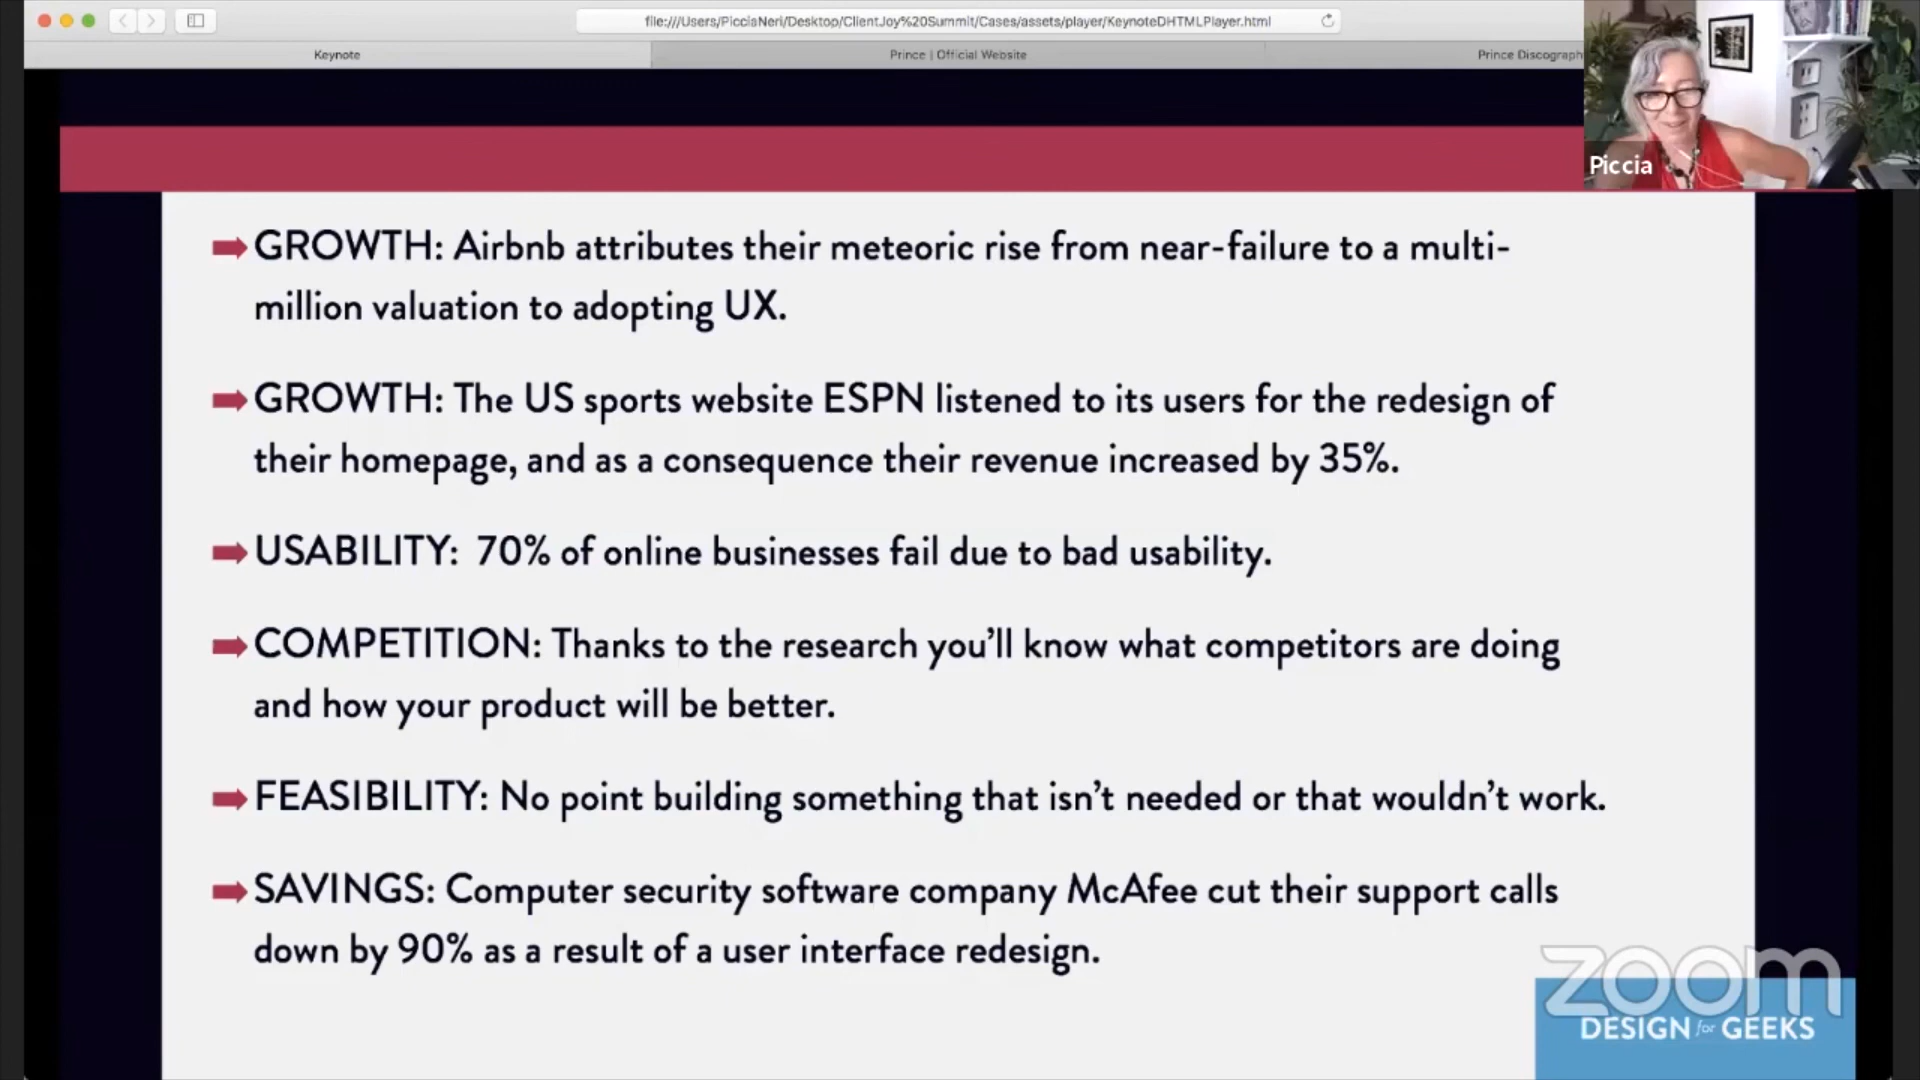 file:///Users/PicciaNeri/Desktop/ClientJoy%20Summit/Cases/assets/player/KeynoteDHTMLPlayer.html
Keynote
Prince | Official Website
Prince Discograph
Piccia
GROWTH: Airbnb attributes their meteoric rise from near-failure to a multi-
million valuation to adopting UX.
GROWTH: The US sports website ESPN listened to its users for the redesign of
their homepage, and as a consequence their revenue increased by 35%.
USABILITY: 70% of online businesses fail due to bad usability.
COMPETITION: Thanks to the research you'll know what competitors are doing
and how your product will be better.
FEASIBILITY: No point building something that isn't needed or that wouldn't work.
SAVINGS: Computer security software company McAfee cut their support calls
down by 90% as a result of a user interface redesign.
zoom
DESIGN for GEEKS